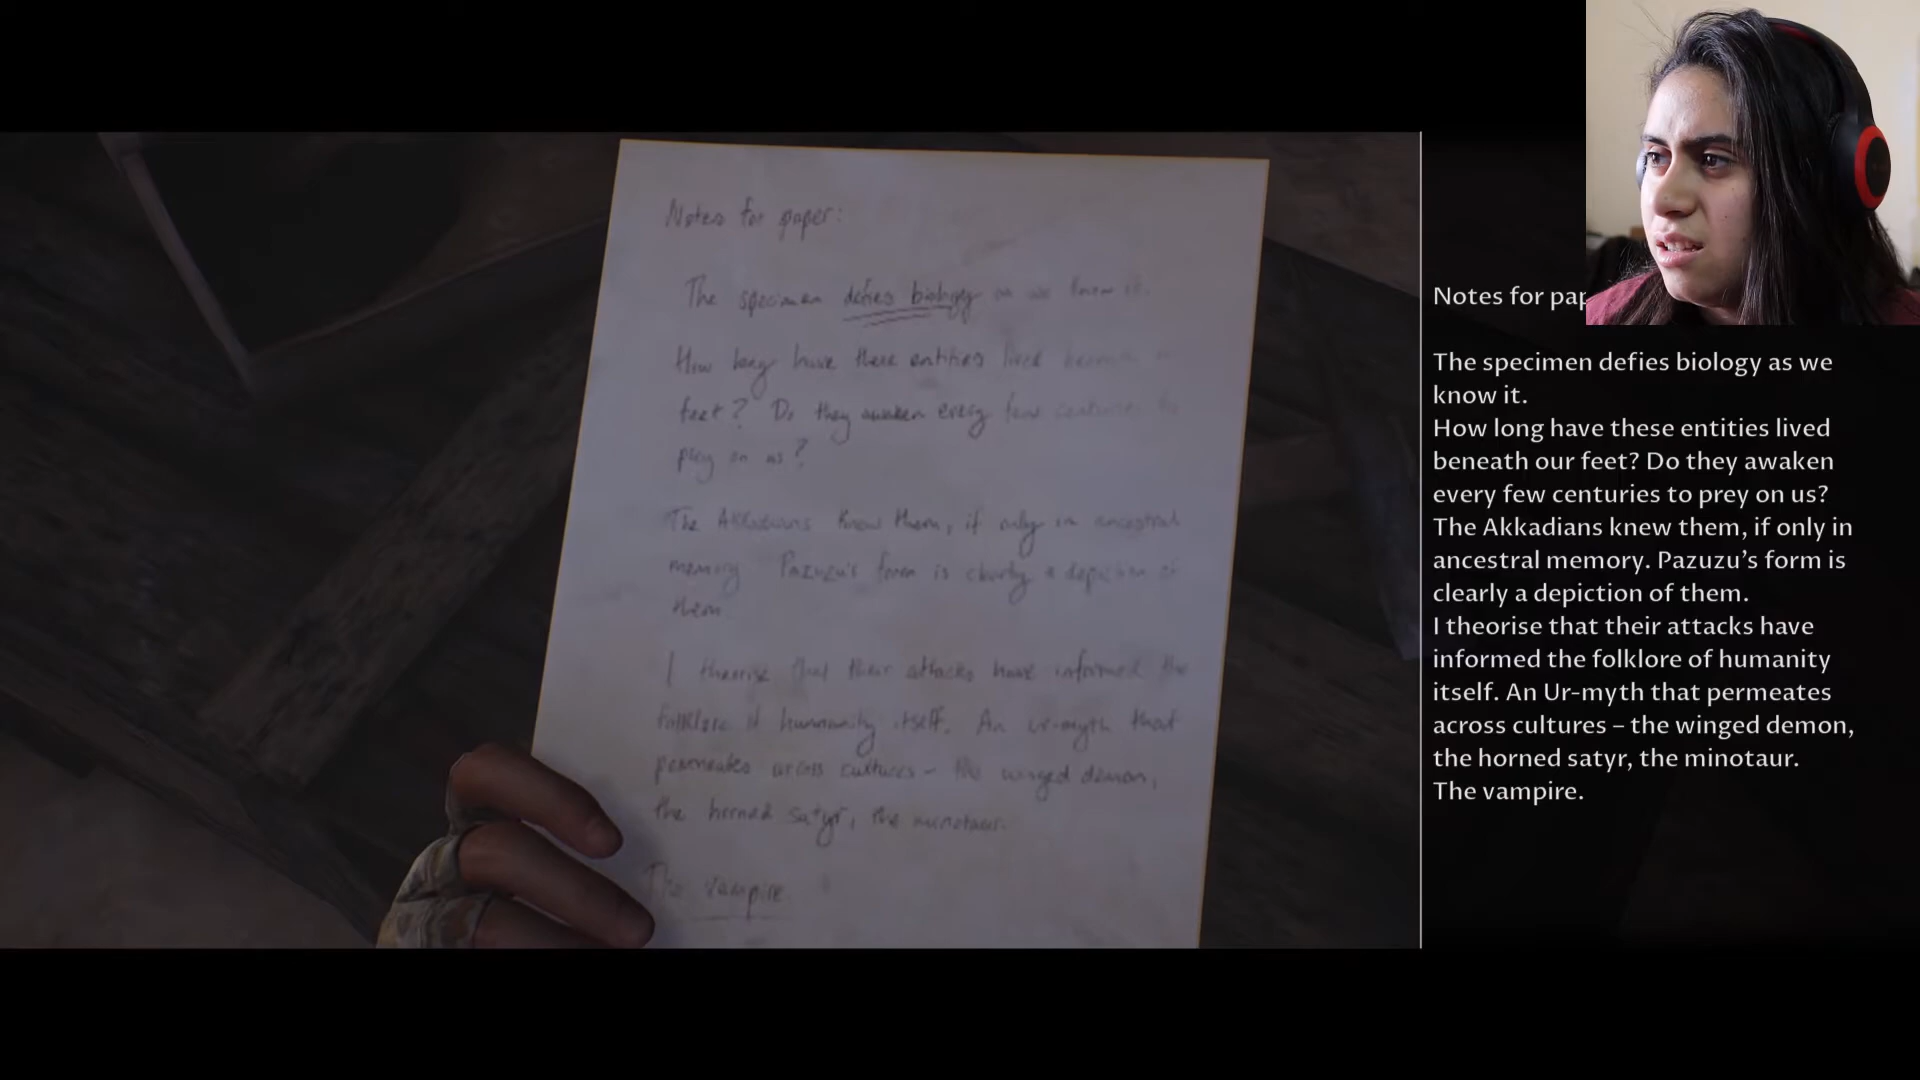 Notes for paper:
The specimen defies biology as we know it.
How long have these entities lived
feet? Do they awaken every few centuries to
prey on us?
The Akkadians knew them, if only in ancestral
memory. Pazuzu's form is clearly a depiction of
them.
I theorise that their attacks have informed the
folklore of humanity itself. An ur-myth that
permeates across cultures - the winged demon,
the horned satyr, the minotaur.
The vampire.
Notes for pap
The specimen defies biology as we
know it.
How long have these entities lived
beneath our feet? Do they awaken
every few centuries to prey on us?
The Akkadians knew them, if only in
ancestral memory. Pazuzu’s form is
clearly a depiction of them.
I theorise that their attacks have
informed the folklore of humanity
itself. An Ur-myth that permeates
across cultures – the winged demon,
the horned satyr, the minotaur.
The vampire.